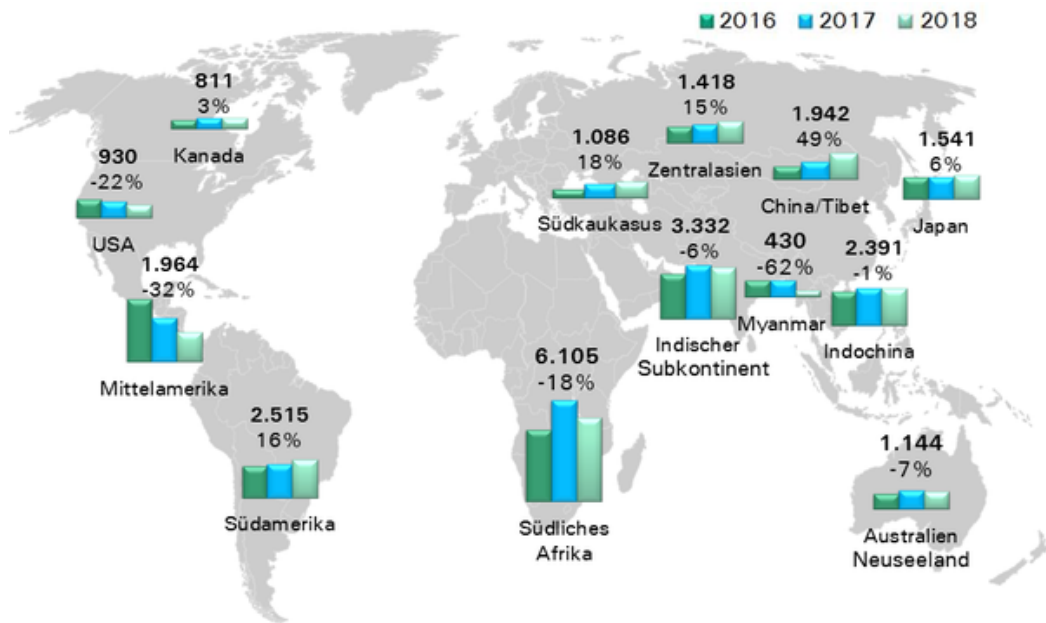 2016 2017 2018
811
3%
Kanada
930
-22%
USA
1.964
-32%
Mittelamerika
2.515
16%
Südamerika
1.086
18%
Südkaukasus
1.418
15%
Zentralasien
1.942
49%
China/Tibet
1.541
6%
Japan
3.332
-6%
Indischer
Subkontinent
430
-62%
Myanmar
2.391
-1%
Indochina
6.105
-18%
Südliches
Afrika
1.144
-7%
Australien
Neuseeland